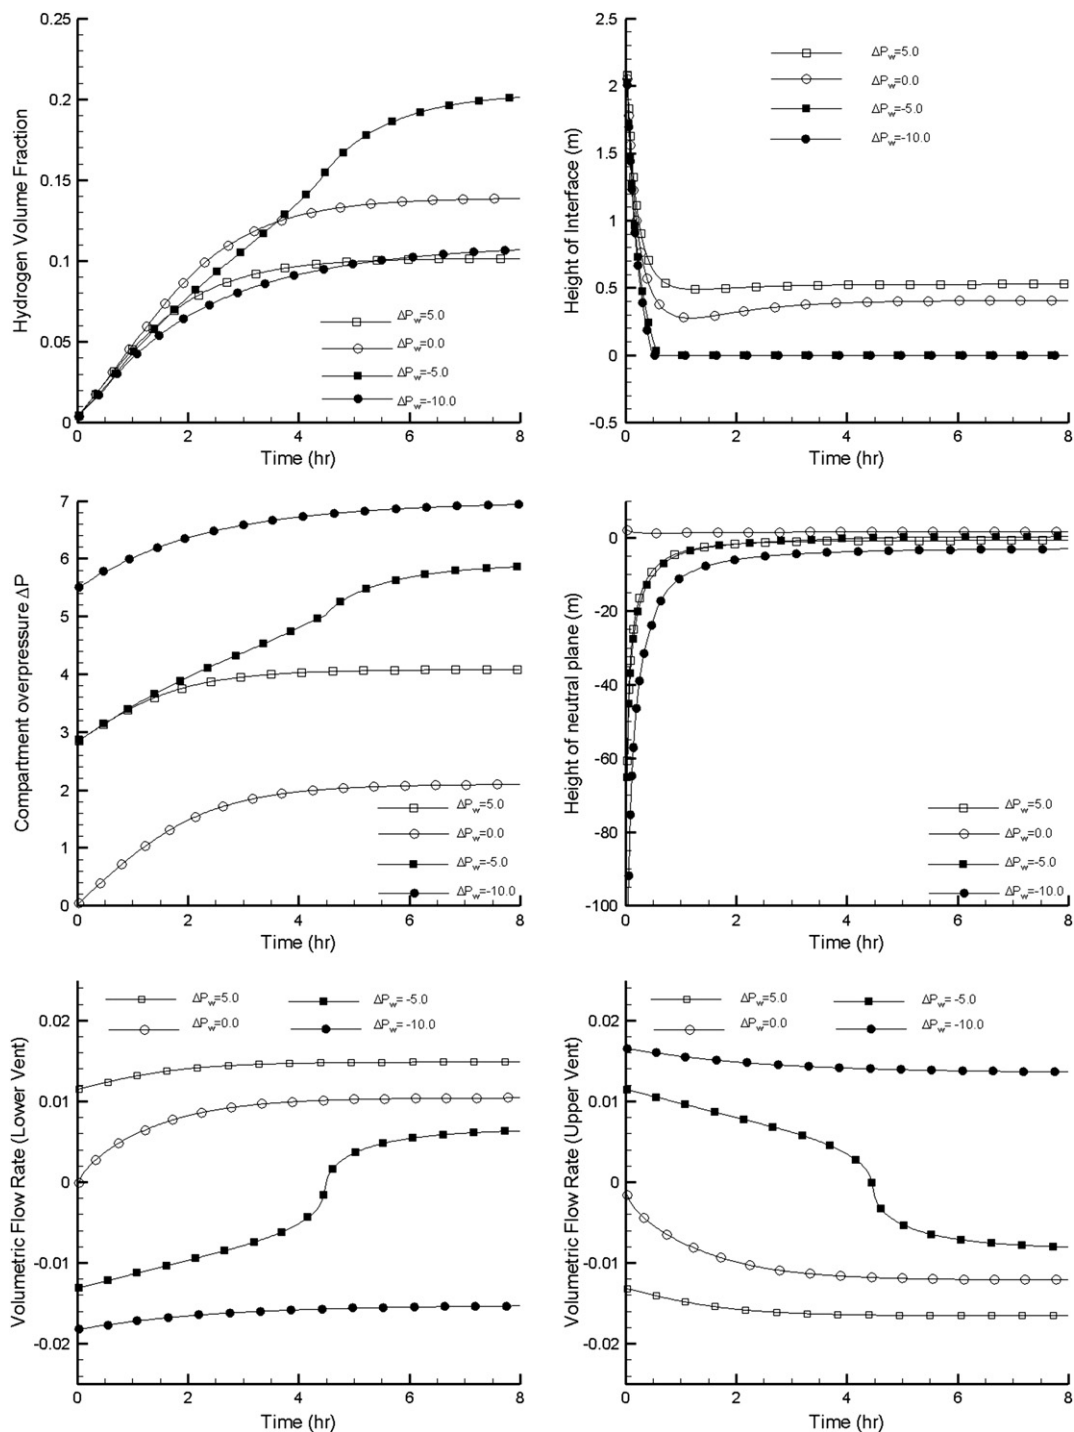 0.25
0.2
0.15
0.1
0.05
0
0 2 4 6 8
Hydrogen Volume Fraction
Time (hr)
ΔPw=5.0
ΔPw=0.0
ΔPw=-5.0
ΔPw=-10.0
2.5
2
1.5
1
0.5
0
-0.5
0 2 4 6 8
Height of Interface (m)
Time (hr)
ΔPw=5.0
ΔPw=0.0
ΔPw=-5.0
ΔPw=-10.0
7
6
5
4
3
2
1
0
0 2 4 6 8
Compartment overpressure ΔP
Time (hr)
ΔPw=5.0
ΔPw=0.0
ΔPw=-5.0
ΔPw=-10.0
0
-20
-40
-60
-80
-100
0 2 4 6 8
Height of neutral plane (m)
Time (hr)
ΔPw=5.0
ΔPw=0.0
ΔPw=-5.0
ΔPw=-10.0
ΔPw=5.0 ΔPw= -5.0
ΔPw=0.0 ΔPw= -10.0
0.02
0.01
0
-0.01
-0.02
0 2 4 6 8
Volumetric Flow Rate (Lower Vent)
Time (hr)
ΔPw=5.0 ΔPw= -5.0
ΔPw=0.0 ΔPw= -10.0
0.02
0.01
0
-0.01
-0.02
0 2 4 6 8
Volumetric Flow Rate (Upper Vent)
Time (hr)